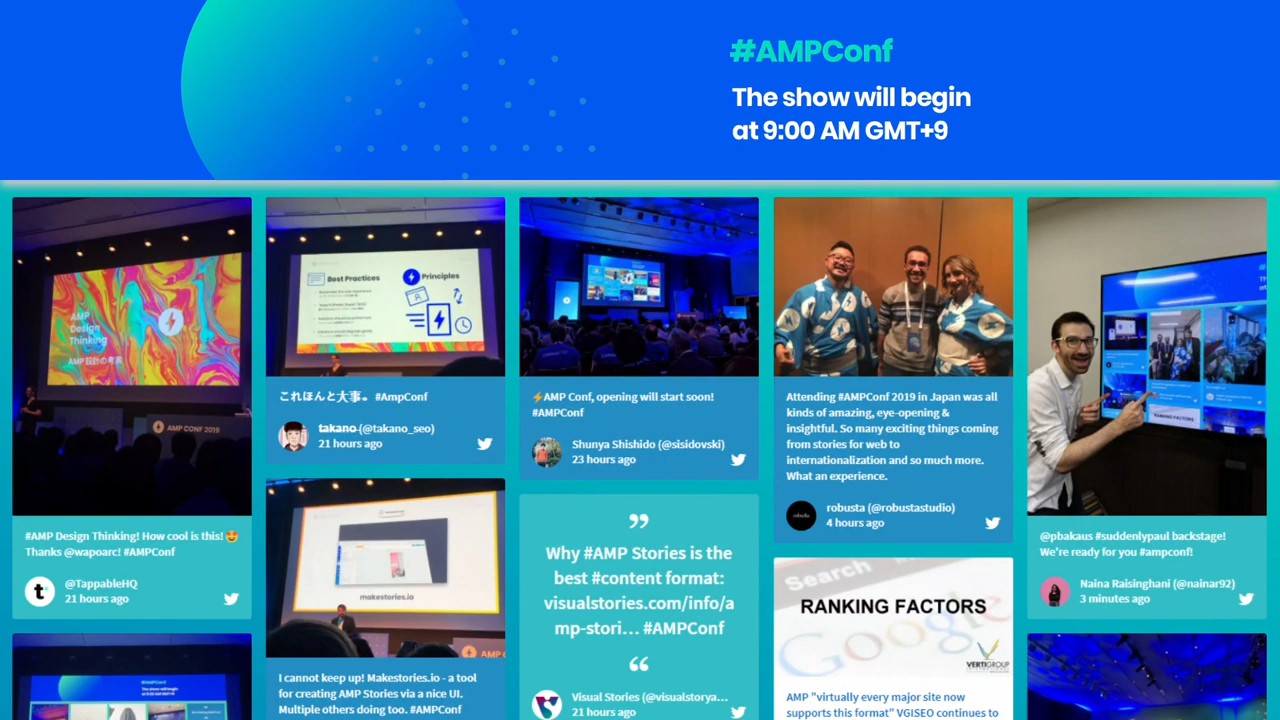 #AMPConf
The show will begin
at 9:00 AM GMT+9
AMP
Design
Thinking
AMP 設計の考察
AMP CONF 2019
#AMP Design Thinking! How cool is this!🤩
Thanks @wapoarc! #AMPConf
@TappableHQ
21 hours ago
Best Practices
Principles
これほんと大事。 #AmpConf
takano (@takano_seo)
21 hours ago
makestories.io
I cannot keep up! Makestories.io - a tool
for creating AMP Stories via a nice UI.
Multiple others doing too. #AMPConf
⚡AMP Conf, opening will start soon!
#AMPConf
Shunya Shishido (@sisidovski)
23 hours ago
Why #AMP Stories is the
best #content format:
visualstories.com/info/a
mp-stori... #AMPConf
Visual Stories (@visualstorya...
21 hours ago
Attending #AMPConf 2019 in Japan was all
kinds of amazing, eye-opening &
insightful. So many exciting things coming
from stories for web to
internationalization and so much more.
What an experience.
robusta (@robustastudio)
4 hours ago
Search
RANKING FACTORS
Google
VERTIGROUP
AMP "virtually every major site now
supports this format" VGISEO continues to
RANKING FACTORS
@pbakaus #suddenlypaul backstage!
We're ready for you #ampconf!
Naina Raisinghani (@nainar92)
3 minutes ago